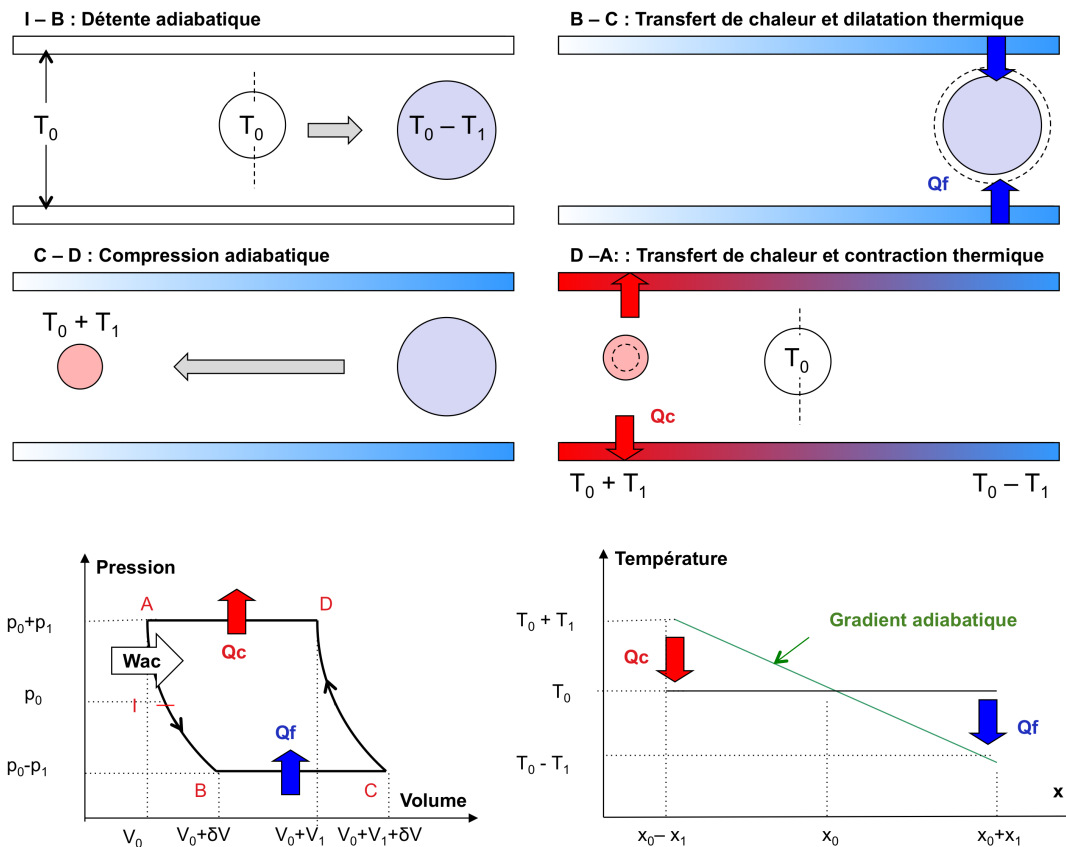 I – B : Détente adiabatique
T0
T0
T0 – T1
B – C : Transfert de chaleur et dilatation thermique
Qf
C – D : Compression adiabatique
T0 + T1
D –A: : Transfert de chaleur et contraction thermique
T0
Qc
T0 + T1
T0 – T1
Pression
A
D
p0+p1
Qc
Wac
p0
I
Qf
p0-p1
B
C
Volume
V0
V0+δV
V0+V1
V0+V1+δV
Température
T0 + T1
Gradient adiabatique
Qc
T0
Qf
T0 - T1
x
x0– x1
x0
x0+x1